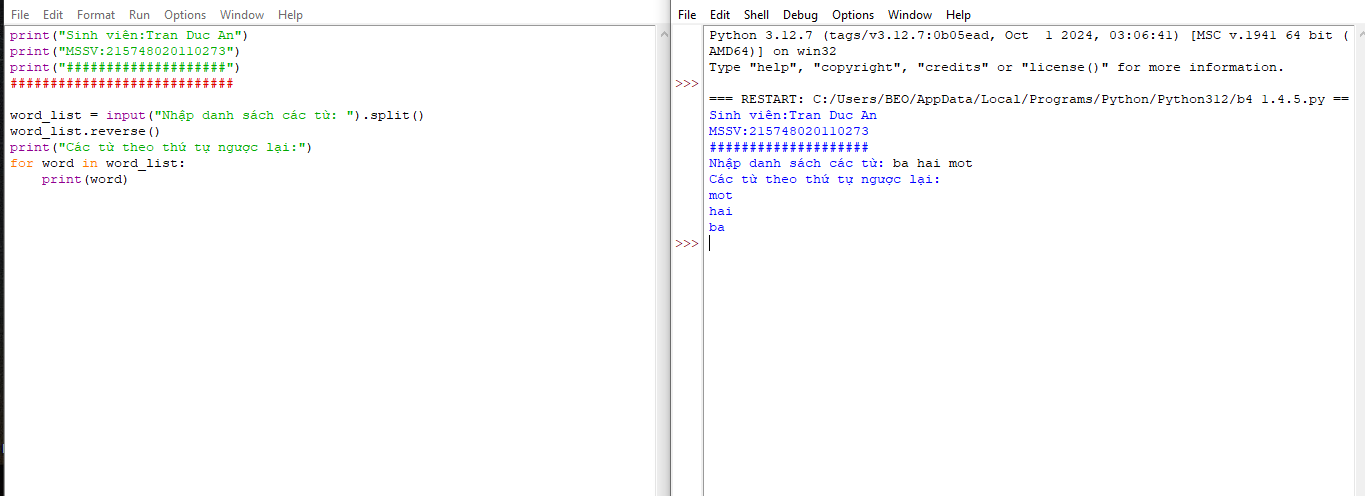 File Edit Format Run Options Window Help
print("Sinh viên:Tran Duc An")
print("MSSV:215748020110273")
print("####################")
############################
word_list = input("Nhập danh sách các từ: ").split()
word_list.reverse()
print("Các từ theo thứ tự ngược lại:")
for word in word_list:
    print(word)
File Edit Shell Debug Options Window Help
Python 3.12.7 (tags/v3.12.7:0b05ead, Oct  1 2024, 03:06:41) [MSC v.1941 64 bit (
AMD64)] on win32
Type "help", "copyright", "credits" or "license()" for more information.
>>>
=== RESTART: C:/Users/BEO/AppData/Local/Programs/Python/Python312/b4 1.4.5.py ==
Sinh viên:Tran Duc An
MSSV:215748020110273
####################
Nhập danh sách các từ: ba hai mot
Các từ theo thứ tự ngược lại:
mot
hai
ba
>>>